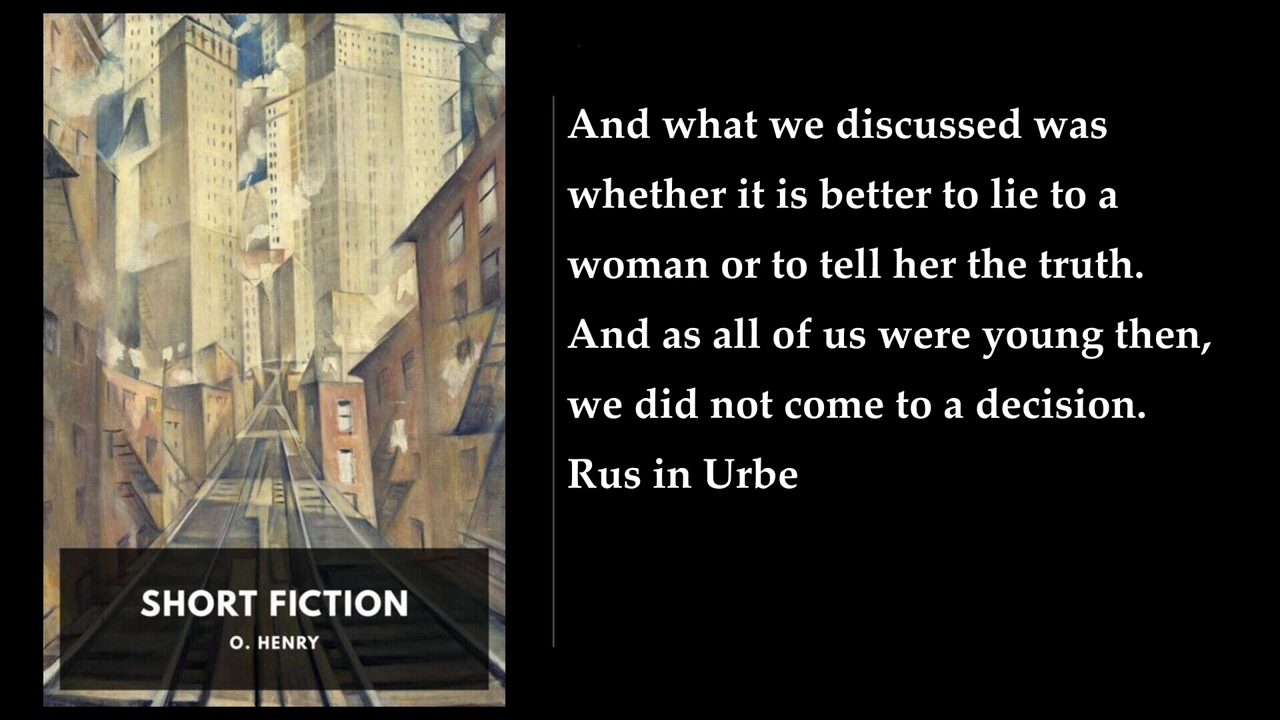 SHORT FICTION
O. HENRY
And what we discussed was
whether it is better to lie to a
woman or to tell her the truth.
And as all of us were young then,
we did not come to a decision.
Rus in Urbe